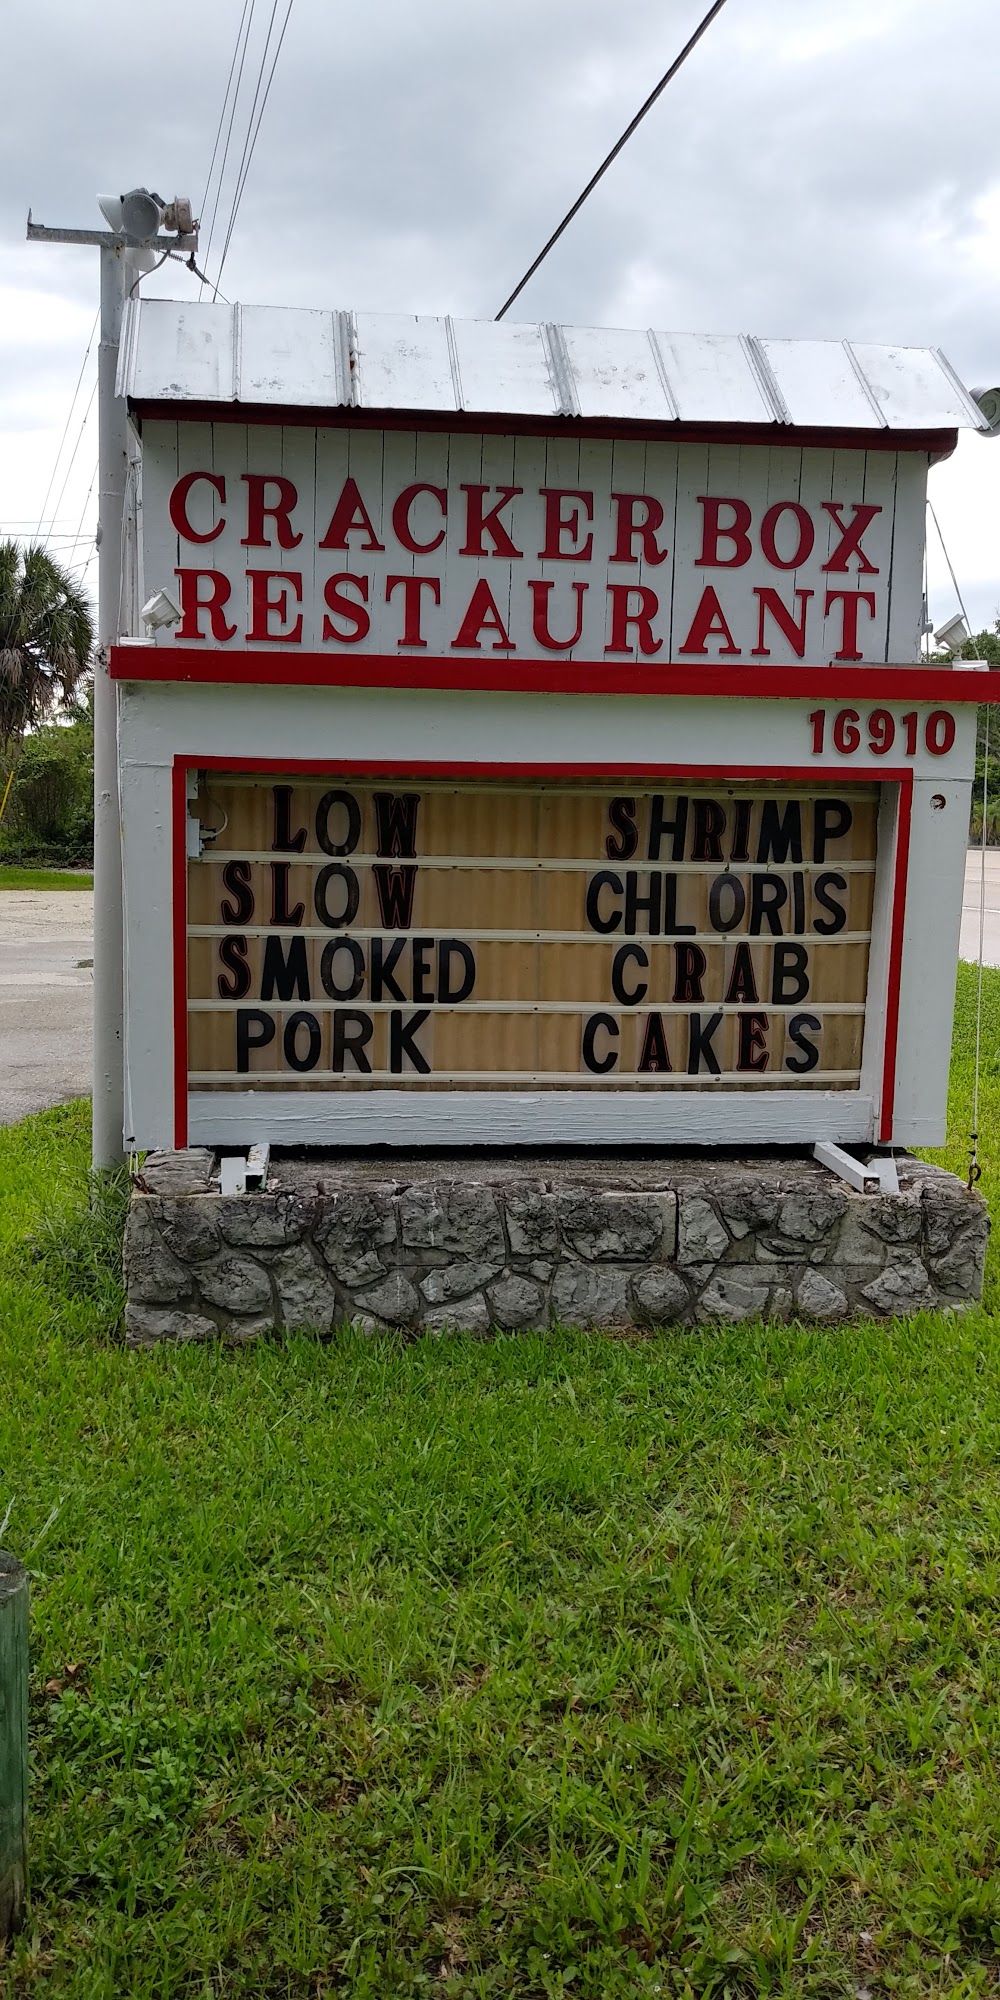 CRACKER BOX
RESTAURANT
16910
LOW SHRIMP
SLOW CHLORIS
SMOKED CRAB
PORK CAKES